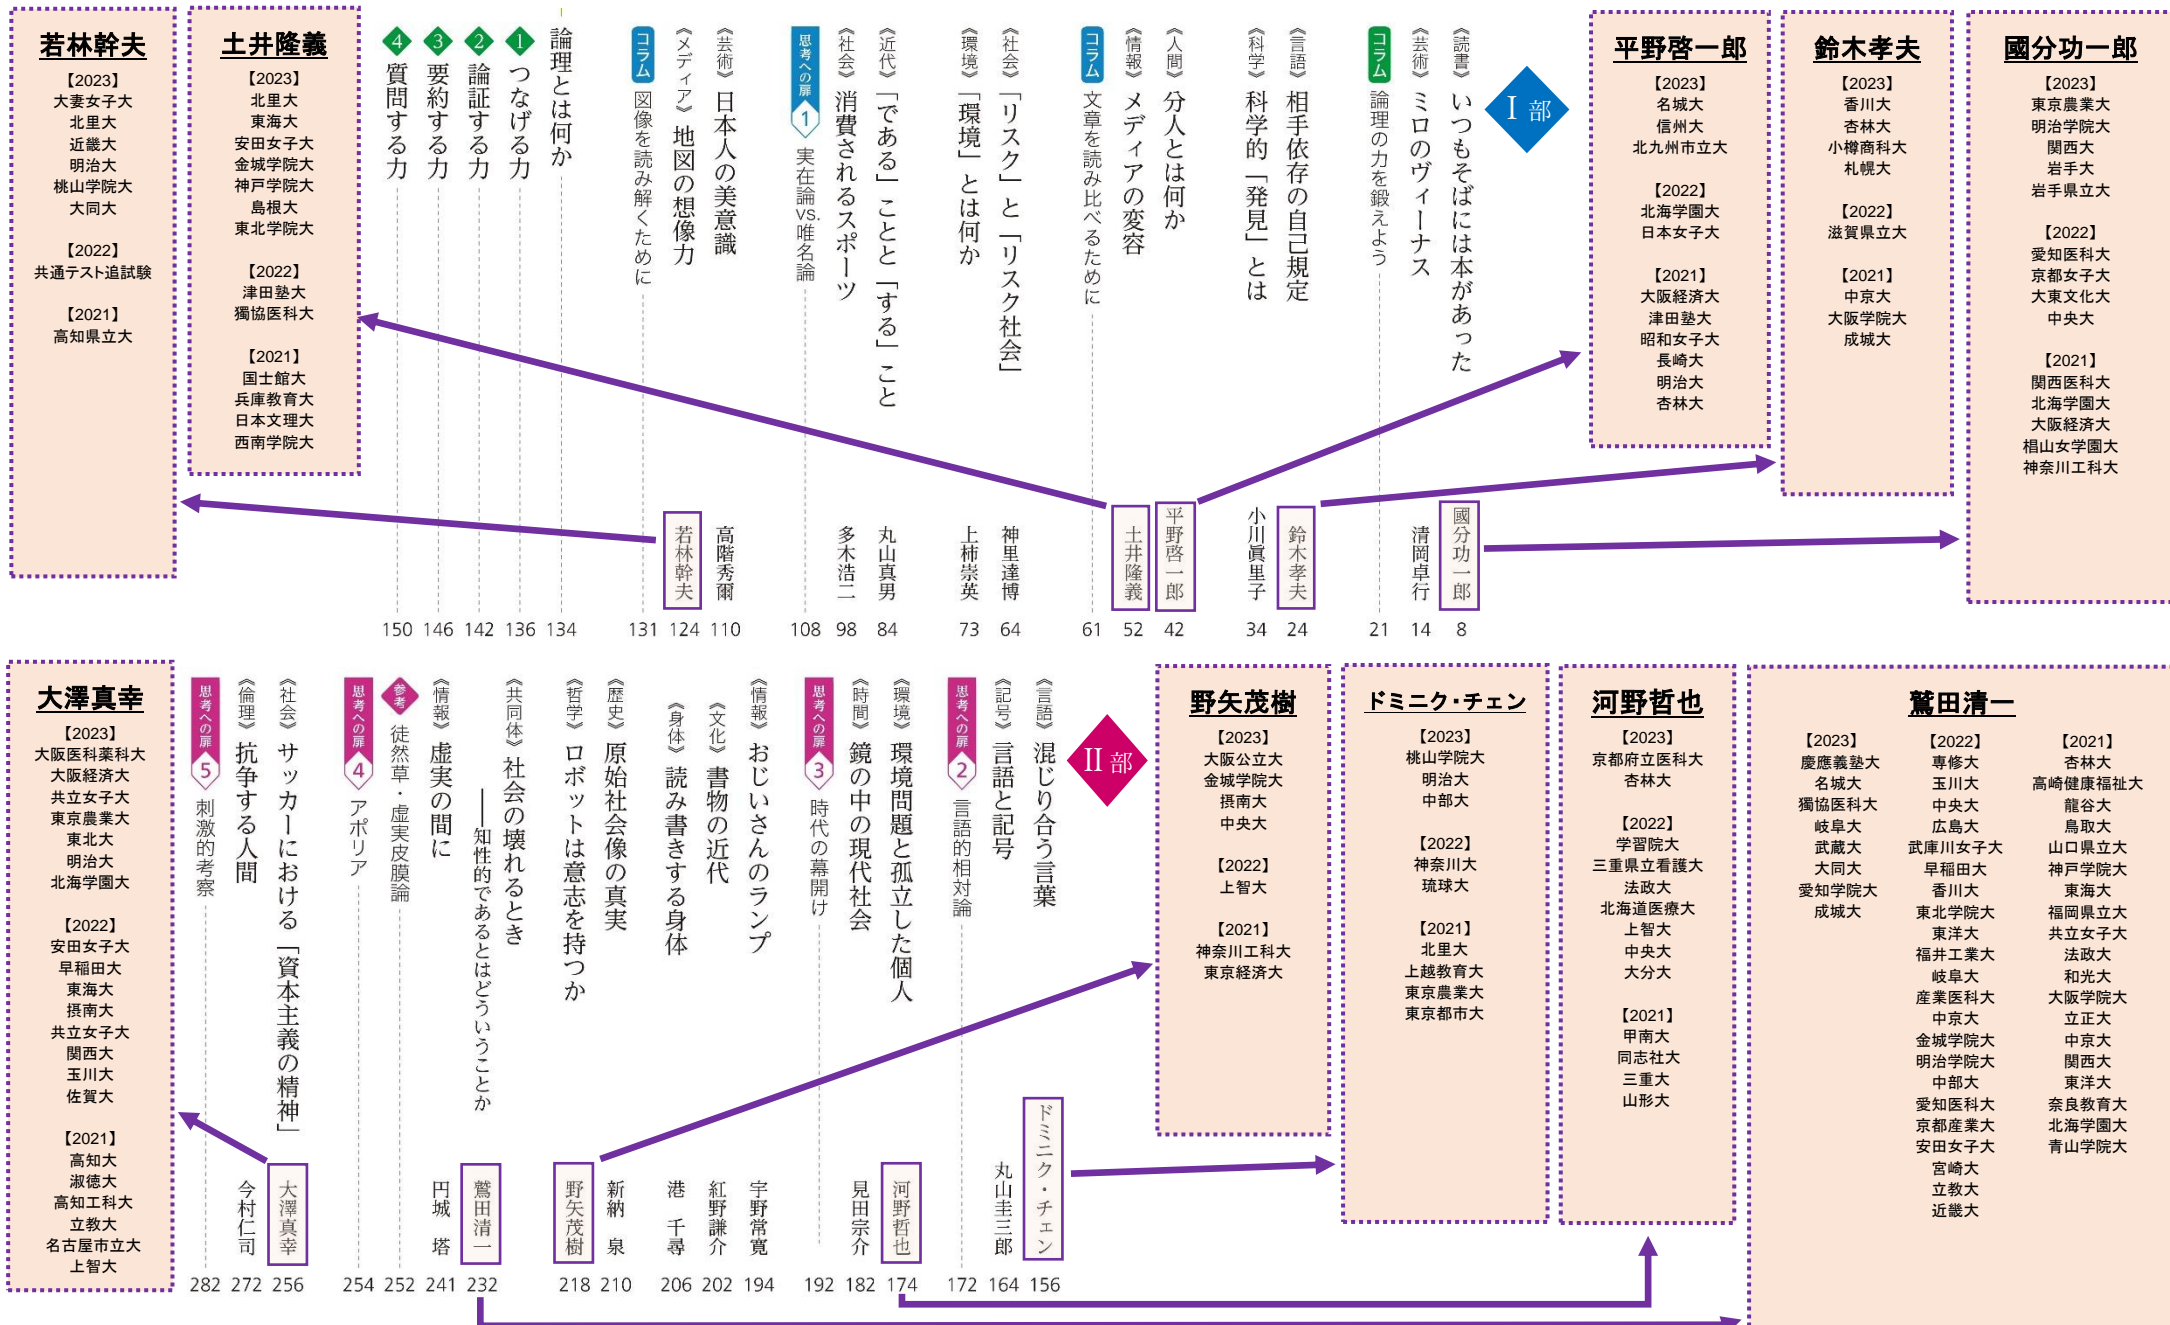 國分功一郎
【2023】
東京農業大
明治学院大
関西大
岩手大
岩手県立大
【2022】
愛知医科大
京都女子大
大東文化大
中央大
【2021】
関西医科大
北海学園大
大阪経済大
椙山女学園大
神奈川工科大
鈴木孝夫
【2023】
香川大
杏林大
小樽商科大
札幌大
【2022】
滋賀県立大
【2021】
中京大
大阪学院大
成城大
平野啓一郎
【2023】
名城大
信州大
北九州市立大
【2022】
北海学園大
日本女子大
【2021】
大阪経済大
津田塾大
昭和女子大
長崎大
明治大
杏林大
Ⅰ部
《読書》いつもそばには本があった 國分功一郎 8
《芸術》ミロのヴィーナス 清岡卓行 14
コラム 論理の力を鍛えよう 21
《言語》相手依存の自己規定 鈴木孝夫 24
《科学》科学的「発見」とは 小川眞里子 34
《人間》分人とは何か 平野啓一郎 42
《情報》メディアの変容 土井隆義 52
コラム 文章を読み比べるために 61
《社会》「リスク」と「リスク社会」 神里達博 64
《環境》「環境」とは何か 上柿崇英 73
《近代》「である」ことと「する」こと 丸山真男 84
《社会》消費されるスポーツ 多木浩二 98
思考への扉1 実在論vs.唯名論 108
《芸術》日本人の美意識 高階秀爾 110
《メディア》地図の想像力 若林幹夫 124
コラム 図像を読み解くために 131
論理とは何か 134
1 つなげる力 136
2 論証する力 142
3 要約する力 146
4 質問する力 150
土井隆義
【2023】
北里大
東海大
安田女子大
金城学院大
神戸学院大
島根大
東北学院大
【2022】
津田塾大
獨協医科大
【2021】
国士館大
兵庫教育大
日本文理大
西南学院大
若林幹夫
【2023】
大妻女子大
北里大
近畿大
明治大
桃山学院大
大同大
【2022】
共通テスト追試験
【2021】
高知県立大
鷲田清一
【2023】
慶應義塾大
名城大
獨協医科大
岐阜大
武蔵大
大同大
愛知学院大
成城大
【2022】
専修大
玉川大
中央大
広島大
武庫川女子大
早稲田大
香川大
東北学院大
東洋大
福井工業大
岐阜大
産業医科大
中京大
金城学院大
明治学院大
中部大
愛知医科大
京都産業大
安田女子大
宮崎大
立教大
近畿大
【2021】
杏林大
高崎健康福祉大
龍谷大
鳥取大
山口県立大
神戸学院大
東海大
福岡県立大
共立女子大
法政大
和光大
大阪学院大
立正大
中京大
関西大
東洋大
奈良教育大
北海学園大
青山学院大
河野哲也
【2023】
京都府立医科大
杏林大
【2022】
学習院大
三重県立看護大
法政大
北海道医療大
上智大
中央大
大分大
【2021】
甲南大
同志社大
三重大
山形大
ドミニク・チェン
【2023】
桃山学院大
明治大
中部大
【2022】
神奈川大
琉球大
【2021】
北里大
上越教育大
東京農業大
東京都市大
野矢茂樹
【2023】
大阪公立大
金城学院大
摂南大
中央大
【2022】
上智大
【2021】
神奈川工科大
東京経済大
Ⅱ部
《言語》混じり合う言葉 ドミニク・チェン 156
《記号》言語と記号 丸山圭三郎 164
思考への扉2 言語的相対論 172
《環境》環境問題と孤立した個人 河野哲也 174
《時間》鏡の中の現代社会 見田宗介 182
思考への扉3 時代の幕開け 192
《情報》おじいさんのランプ 宇野常寛 194
《文化》書物の近代 紅野謙介 202
《身体》読み書きする身体 港 千尋 206
《歴史》原始社会像の真実 新納 泉 210
《哲学》ロボットは意志を持つか 野矢茂樹 218
《共同体》社会の壊れるとき
――知性的であるとはどういうことか 鷲田清一 232
《情報》虚実の間に 円城 塔 241
参考 徒然草・虚実皮膜論 252
思考への扉4 アポリア 254
《社会》サッカーにおける「資本主義の精神」 大澤真幸 256
《倫理》抗争する人間 今村仁司 272
思考への扉5 刺激的考察 282
大澤真幸
【2023】
大阪医科薬科大
大阪経済大
共立女子大
東京農業大
東北大
明治大
北海学園大
【2022】
安田女子大
早稲田大
東海大
摂南大
共立女子大
関西大
玉川大
佐賀大
【2021】
高知大
淑徳大
高知工科大
立教大
名古屋市立大
上智大